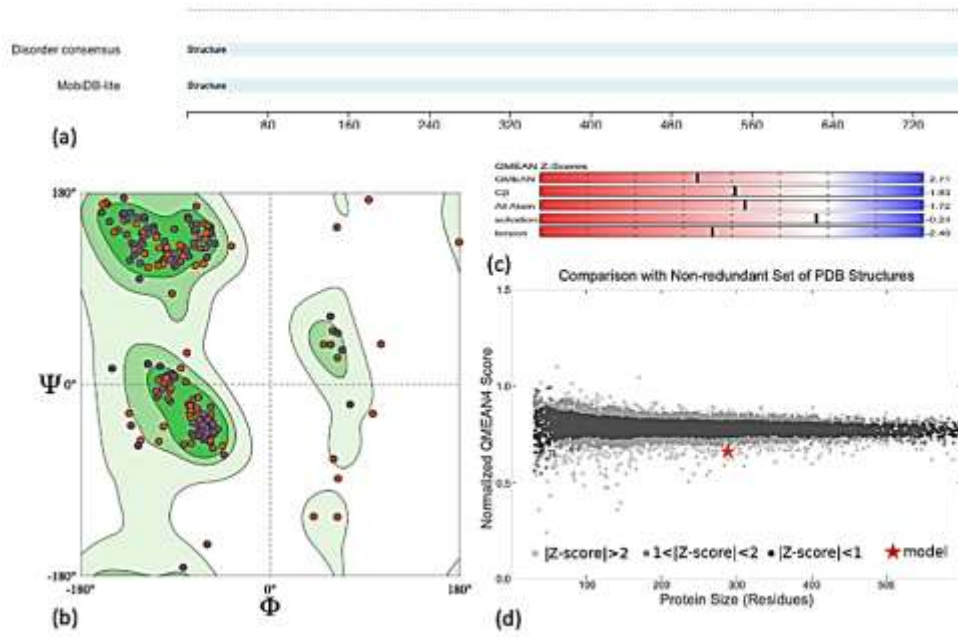 Disorder consensus
Structure
MobiDB-lite
Structure
80 160 240 320 400 480 560 640 720
(a)
180°
Ψ 0°
-180°
-180° 0° 180°
Φ
(b)
QMEAN Z-Scores
QMEAN -2.71
Cβ -1.93
All Atom -1.72
solvation -0.24
torsion
(c)
Comparison with Non-redundant Set of PDB Structures
1.5
1.0
0.5
0.0
Normalized QMEAN4 Score
|Z-score|>2 1<|Z-score|<2 |Z-score|<1 model
100 200 300 400 500
Protein Size (Residues)
(d)